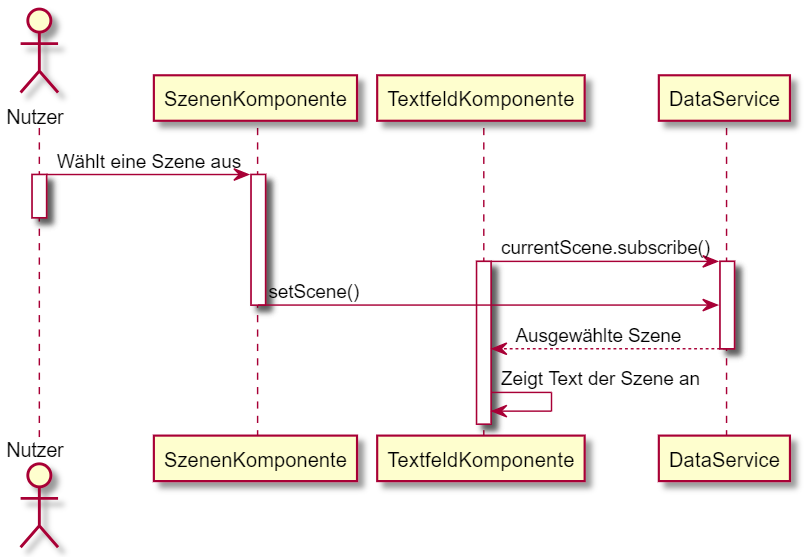 Nutzer
SzenenKomponente
TextfeldKomponente
DataService
Wählt eine Szene aus
currentScene.subscribe()
setScene()
Ausgewählte Szene
Zeigt Text der Szene an
Nutzer
SzenenKomponente
TextfeldKomponente
DataService